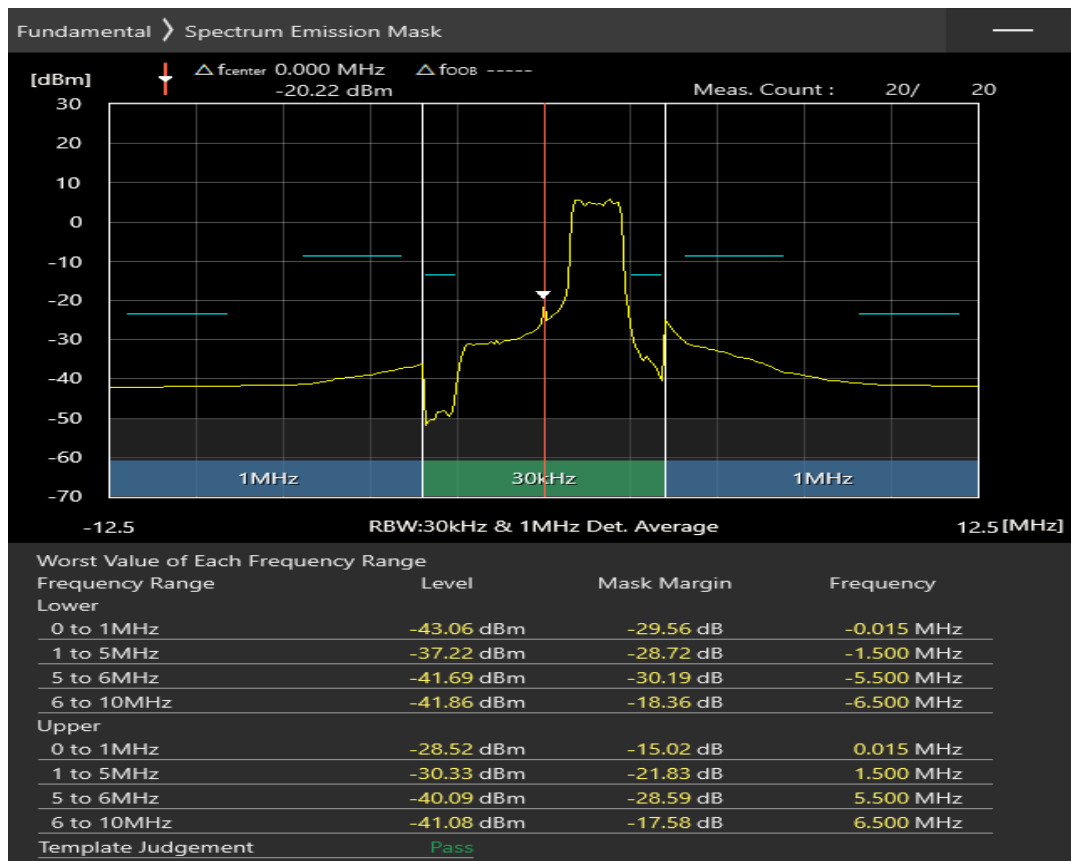 Fundamental ❯ Spectrum Emission Mask
[dBm] △ fcenter 0.000 MHz △ fOOB -----
-20.22 dBm Meas. Count : 20/ 20
30
20
10
0
-10
-20
-30
-40
-50
-60
-70
1MHz 30kHz 1MHz
-12.5 RBW:30kHz & 1MHz Det. Average 12.5 [MHz]
Worst Value of Each Frequency Range
Frequency Range Level Mask Margin Frequency
Lower
0 to 1MHz -43.06 dBm -29.56 dB -0.015 MHz
1 to 5MHz -37.22 dBm -28.72 dB -1.500 MHz
5 to 6MHz -41.69 dBm -30.19 dB -5.500 MHz
6 to 10MHz -41.86 dBm -18.36 dB -6.500 MHz
Upper
0 to 1MHz -28.52 dBm -15.02 dB 0.015 MHz
1 to 5MHz -30.33 dBm -21.83 dB 1.500 MHz
5 to 6MHz -40.09 dBm -28.59 dB 5.500 MHz
6 to 10MHz -41.08 dBm -17.58 dB 6.500 MHz
Template Judgement Pass